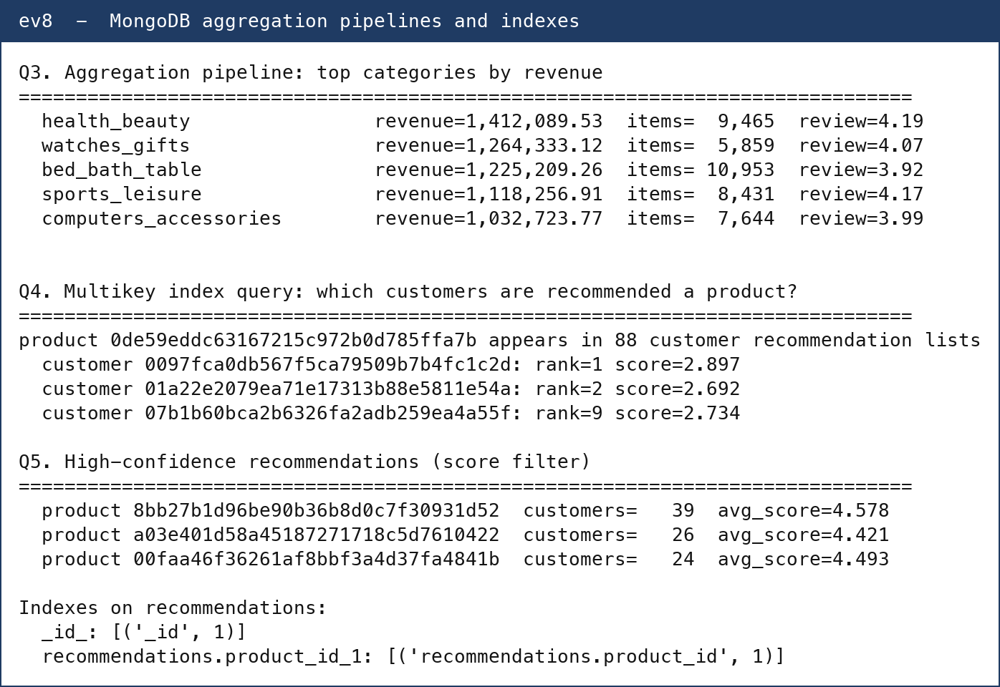 ev8  −  MongoDB aggregation pipelines and indexes
Q3. Aggregation pipeline: top categories by revenue
==============================================================================
  health_beauty                revenue=1,412,089.53  items=  9,465  review=4.19
  watches_gifts                revenue=1,264,333.12  items=  5,859  review=4.07
  bed_bath_table               revenue=1,225,209.26  items= 10,953  review=3.92
  sports_leisure               revenue=1,118,256.91  items=  8,431  review=4.17
  computers_accessories        revenue=1,032,723.77  items=  7,644  review=3.99
Q4. Multikey index query: which customers are recommended a product?
==============================================================================
product 0de59eddc63167215c972b0d785ffa7b appears in 88 customer recommendation lists
  customer 0097fca0db567f5ca79509b7b4fc1c2d: rank=1 score=2.897
  customer 01a22e2079ea71e17313b88e5811e54a: rank=2 score=2.692
  customer 07b1b60bca2b6326fa2adb259ea4a55f: rank=9 score=2.734
Q5. High−confidence recommendations (score filter)
==============================================================================
  product 8bb27b1d96be90b36b8d0c7f30931d52  customers=   39  avg_score=4.578
  product a03e401d58a45187271718c5d7610422  customers=   26  avg_score=4.421
  product 00faa46f36261af8bbf3a4d37fa4841b  customers=   24  avg_score=4.493
Indexes on recommendations:
  _id_: [('_id', 1)]
  recommendations.product_id_1: [('recommendations.product_id', 1)]